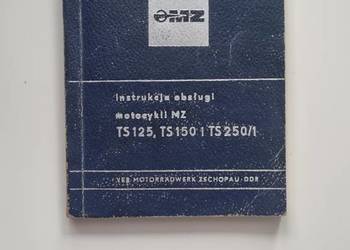 MZ
Instrukcja obsługi
motocykli MZ
TS 125, TS 150 i TS 250/1
VEB MOTORRADWERK ZSCHOPAU · DDR